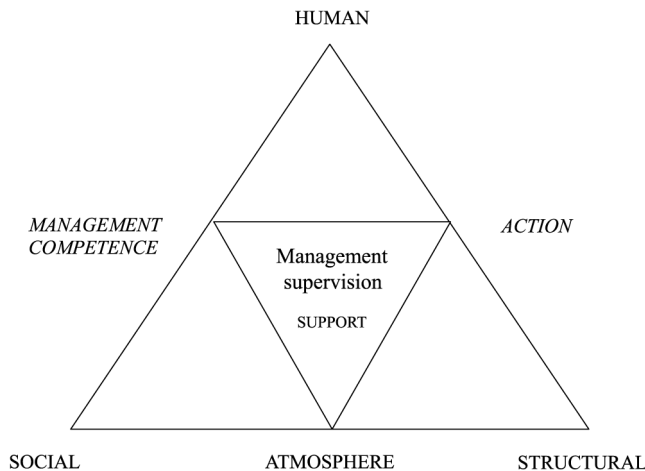 HUMAN
MANAGEMENT
COMPETENCE
ACTION
Management
supervision
SUPPORT
SOCIAL
ATMOSPHERE
STRUCTURAL